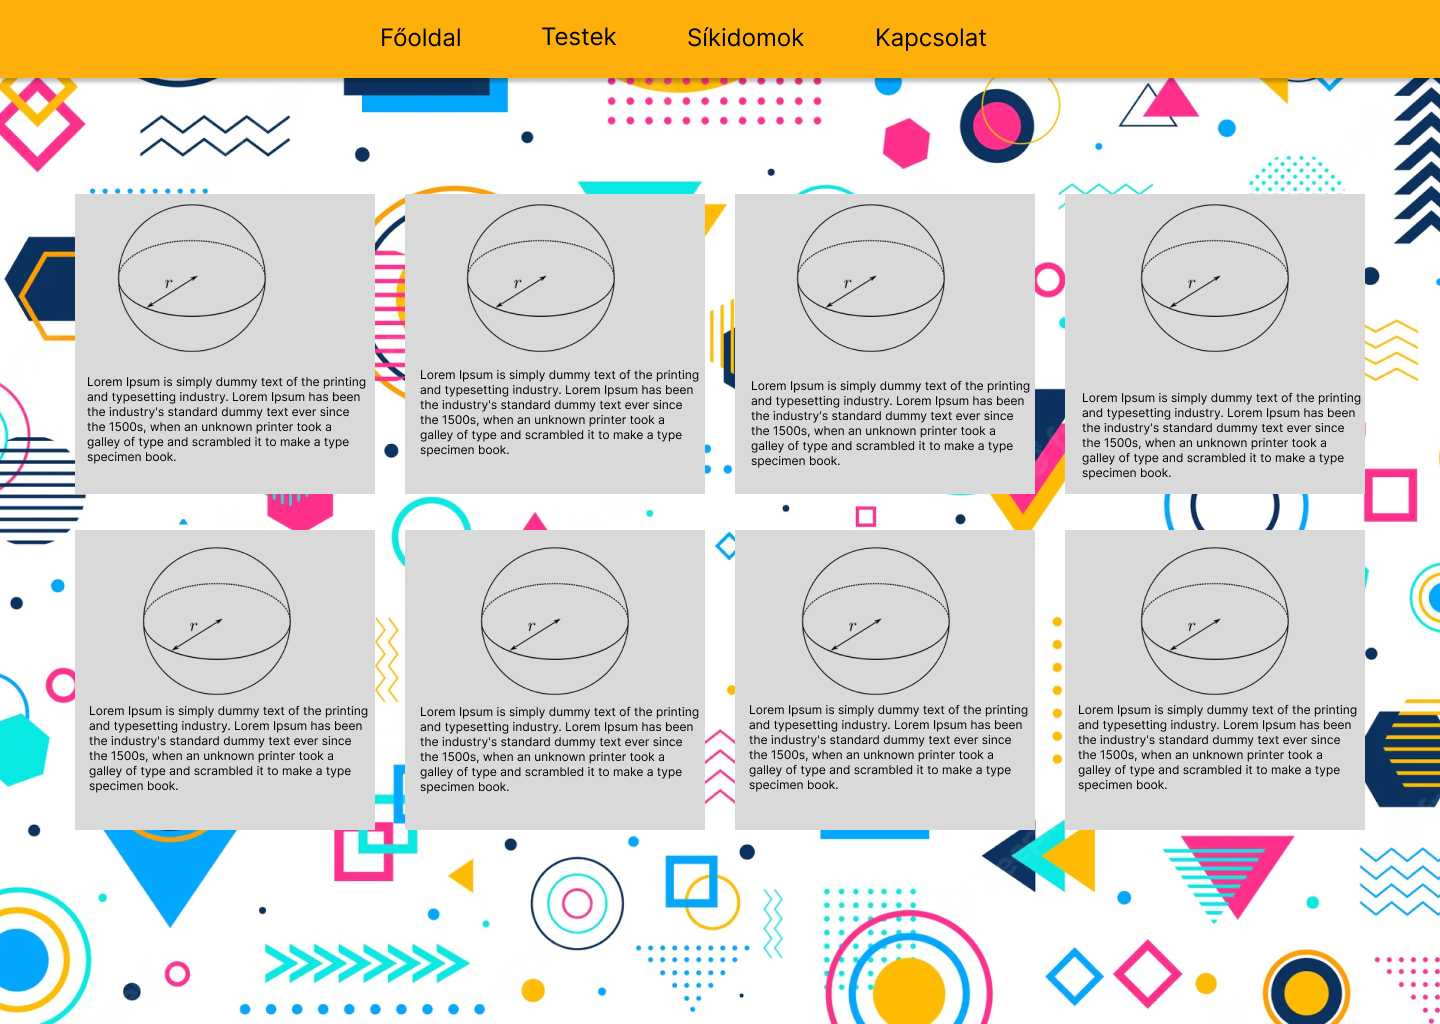 Főoldal
Testek
Síkidomok
Kapcsolat
r
r
r
r
Lorem Ipsum is simply dummy text of the printing
and typesetting industry. Lorem Ipsum has been
the industry's standard dummy text ever since
the 1500s, when an unknown printer took a
galley of type and scrambled it to make a type
specimen book.
Lorem Ipsum is simply dummy text of the printing
and typesetting industry. Lorem Ipsum has been
the industry's standard dummy text ever since
the 1500s, when an unknown printer took a
galley of type and scrambled it to make a type
specimen book.
Lorem Ipsum is simply dummy text of the printing
and typesetting industry. Lorem Ipsum has been
the industry's standard dummy text ever since
the 1500s, when an unknown printer took a
galley of type and scrambled it to make a type
specimen book.
Lorem Ipsum is simply dummy text of the printing
and typesetting industry. Lorem Ipsum has been
the industry's standard dummy text ever since
the 1500s, when an unknown printer took a
galley of type and scrambled it to make a type
specimen book.
r
r
r
r
Lorem Ipsum is simply dummy text of the printing
and typesetting industry. Lorem Ipsum has been
the industry's standard dummy text ever since
the 1500s, when an unknown printer took a
galley of type and scrambled it to make a type
specimen book.
Lorem Ipsum is simply dummy text of the printing
and typesetting industry. Lorem Ipsum has been
the industry's standard dummy text ever since
the 1500s, when an unknown printer took a
galley of type and scrambled it to make a type
specimen book.
Lorem Ipsum is simply dummy text of the printing
and typesetting industry. Lorem Ipsum has been
the industry's standard dummy text ever since
the 1500s, when an unknown printer took a
galley of type and scrambled it to make a type
specimen book.
Lorem Ipsum is simply dummy text of the printing
and typesetting industry. Lorem Ipsum has been
the industry's standard dummy text ever since
the 1500s, when an unknown printer took a
galley of type and scrambled it to make a type
specimen book.